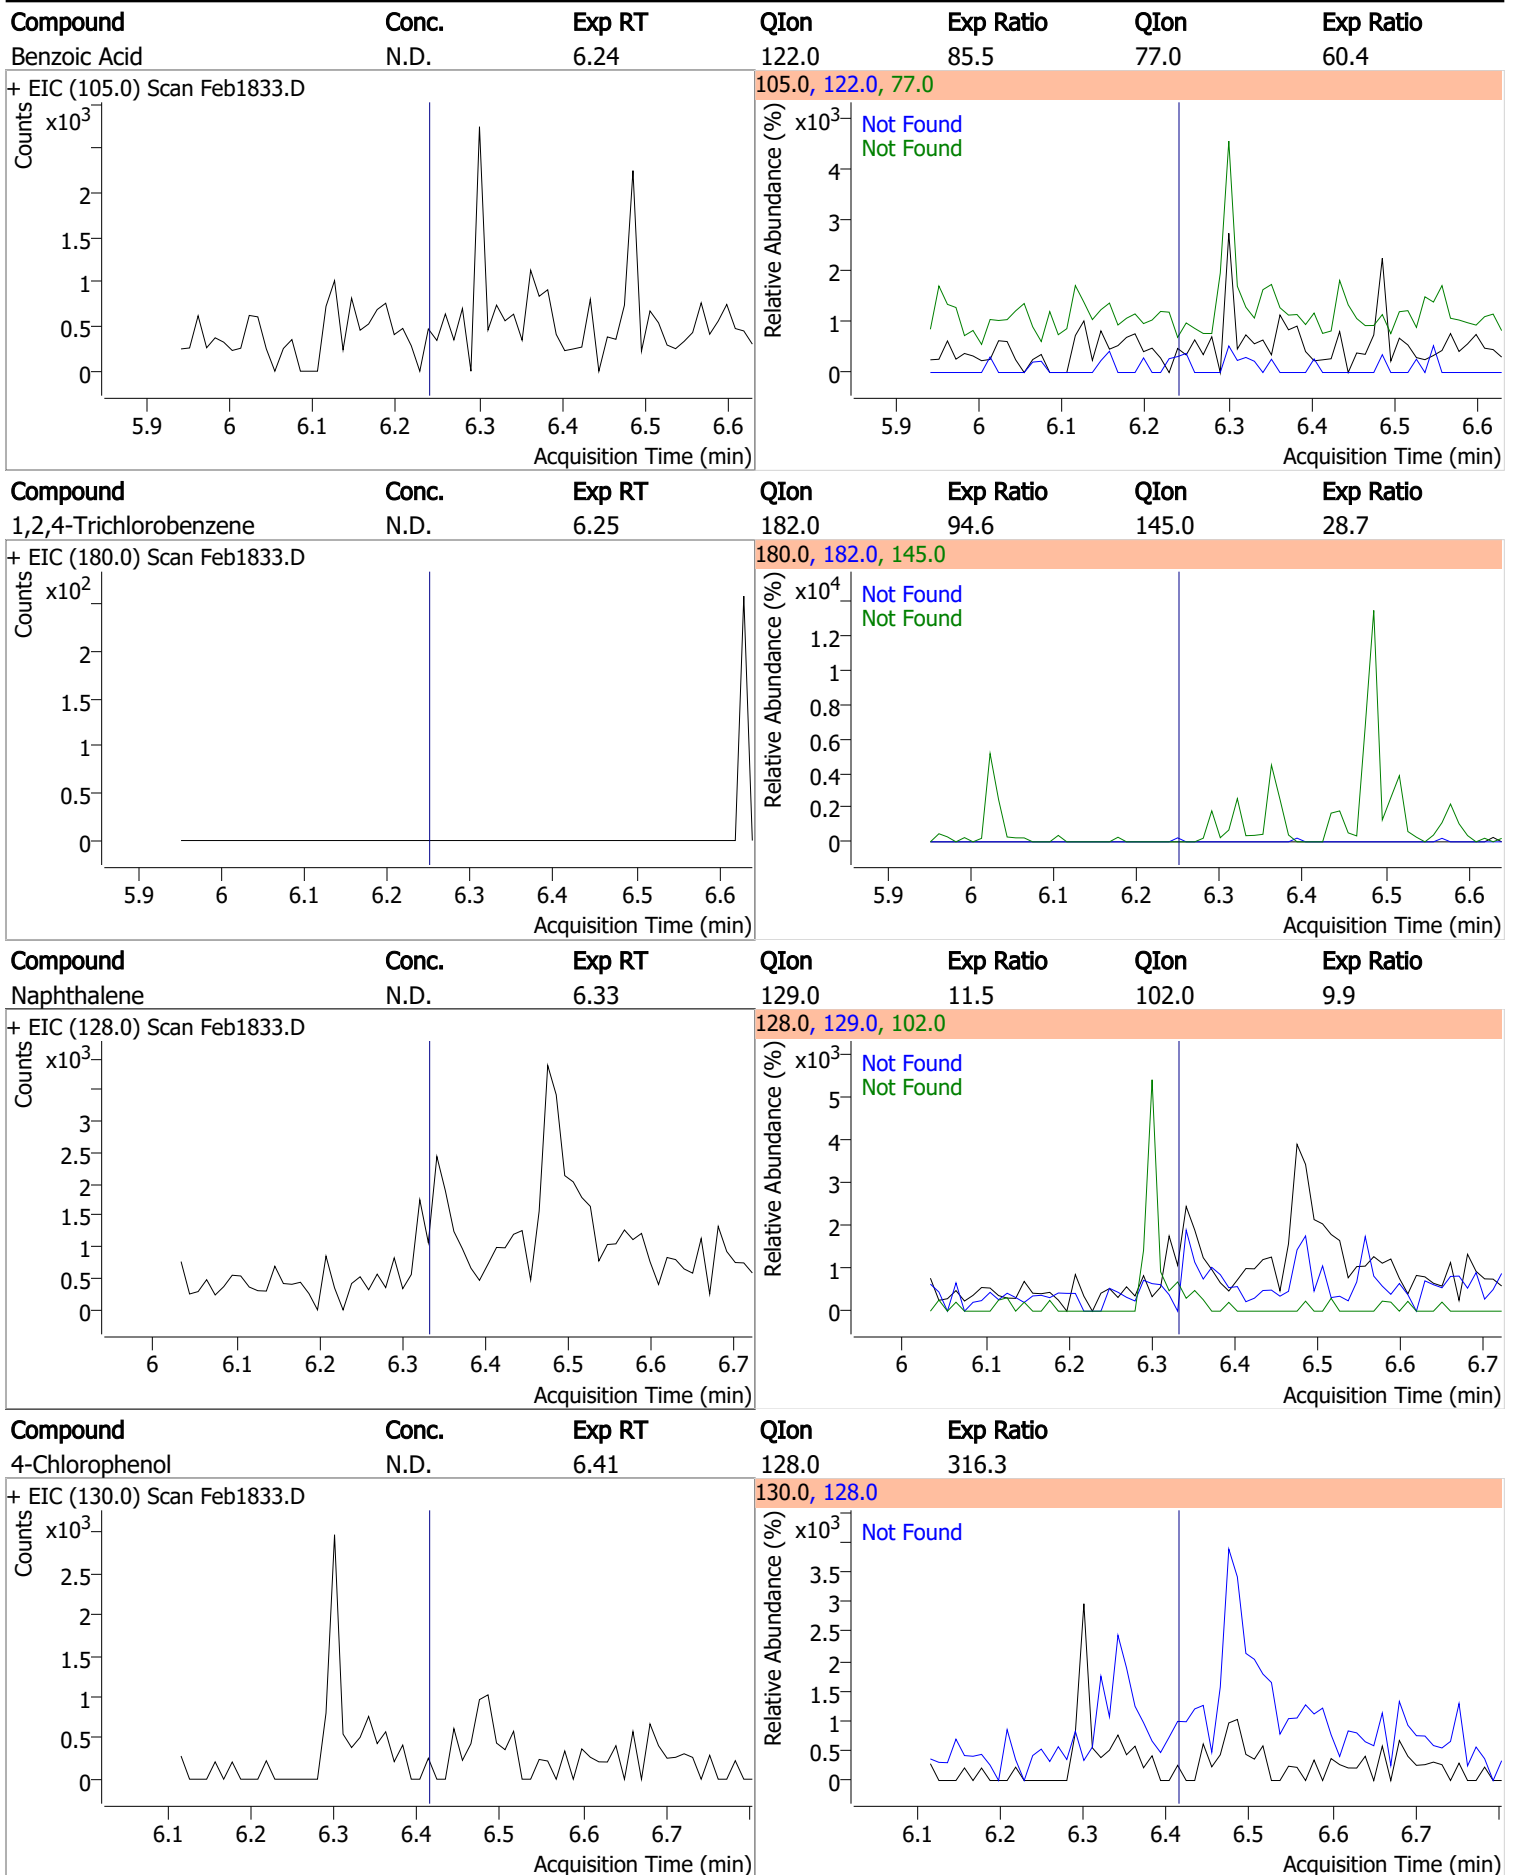 Compound Conc. Exp RT QIon Exp Ratio QIon Exp Ratio
Benzoic Acid N.D. 6.24 122.0 85.5 77.0 60.4
+ EIC (105.0) Scan Feb1833.D
Counts
x103
2
1.5
1
0.5
0
5.9 6 6.1 6.2 6.3 6.4 6.5 6.6
Acquisition Time (min)
105.0, 122.0, 77.0
Relative Abundance (%)
x103
Not Found
Not Found
4
3
2
1
0
5.9 6 6.1 6.2 6.3 6.4 6.5 6.6
Acquisition Time (min)
Compound Conc. Exp RT QIon Exp Ratio QIon Exp Ratio
1,2,4-Trichlorobenzene N.D. 6.25 182.0 94.6 145.0 28.7
+ EIC (180.0) Scan Feb1833.D
Counts
x102
2
1.5
1
0.5
0
5.9 6 6.1 6.2 6.3 6.4 6.5 6.6
Acquisition Time (min)
180.0, 182.0, 145.0
Relative Abundance (%)
x104
Not Found
Not Found
1.2
1
0.8
0.6
0.4
0.2
0
5.9 6 6.1 6.2 6.3 6.4 6.5 6.6
Acquisition Time (min)
Compound Conc. Exp RT QIon Exp Ratio QIon Exp Ratio
Naphthalene N.D. 6.33 129.0 11.5 102.0 9.9
+ EIC (128.0) Scan Feb1833.D
Counts
x103
3
2.5
2
1.5
1
0.5
0
6 6.1 6.2 6.3 6.4 6.5 6.6 6.7
Acquisition Time (min)
128.0, 129.0, 102.0
Relative Abundance (%)
x103
Not Found
Not Found
5
4
3
2
1
0
6 6.1 6.2 6.3 6.4 6.5 6.6 6.7
Acquisition Time (min)
Compound Conc. Exp RT QIon Exp Ratio
4-Chlorophenol N.D. 6.41 128.0 316.3
+ EIC (130.0) Scan Feb1833.D
Counts
x103
2.5
2
1.5
1
0.5
0
6.1 6.2 6.3 6.4 6.5 6.6 6.7
Acquisition Time (min)
130.0, 128.0
Relative Abundance (%)
x103
Not Found
3.5
3
2.5
2
1.5
1
0.5
0
6.1 6.2 6.3 6.4 6.5 6.6 6.7
Acquisition Time (min)